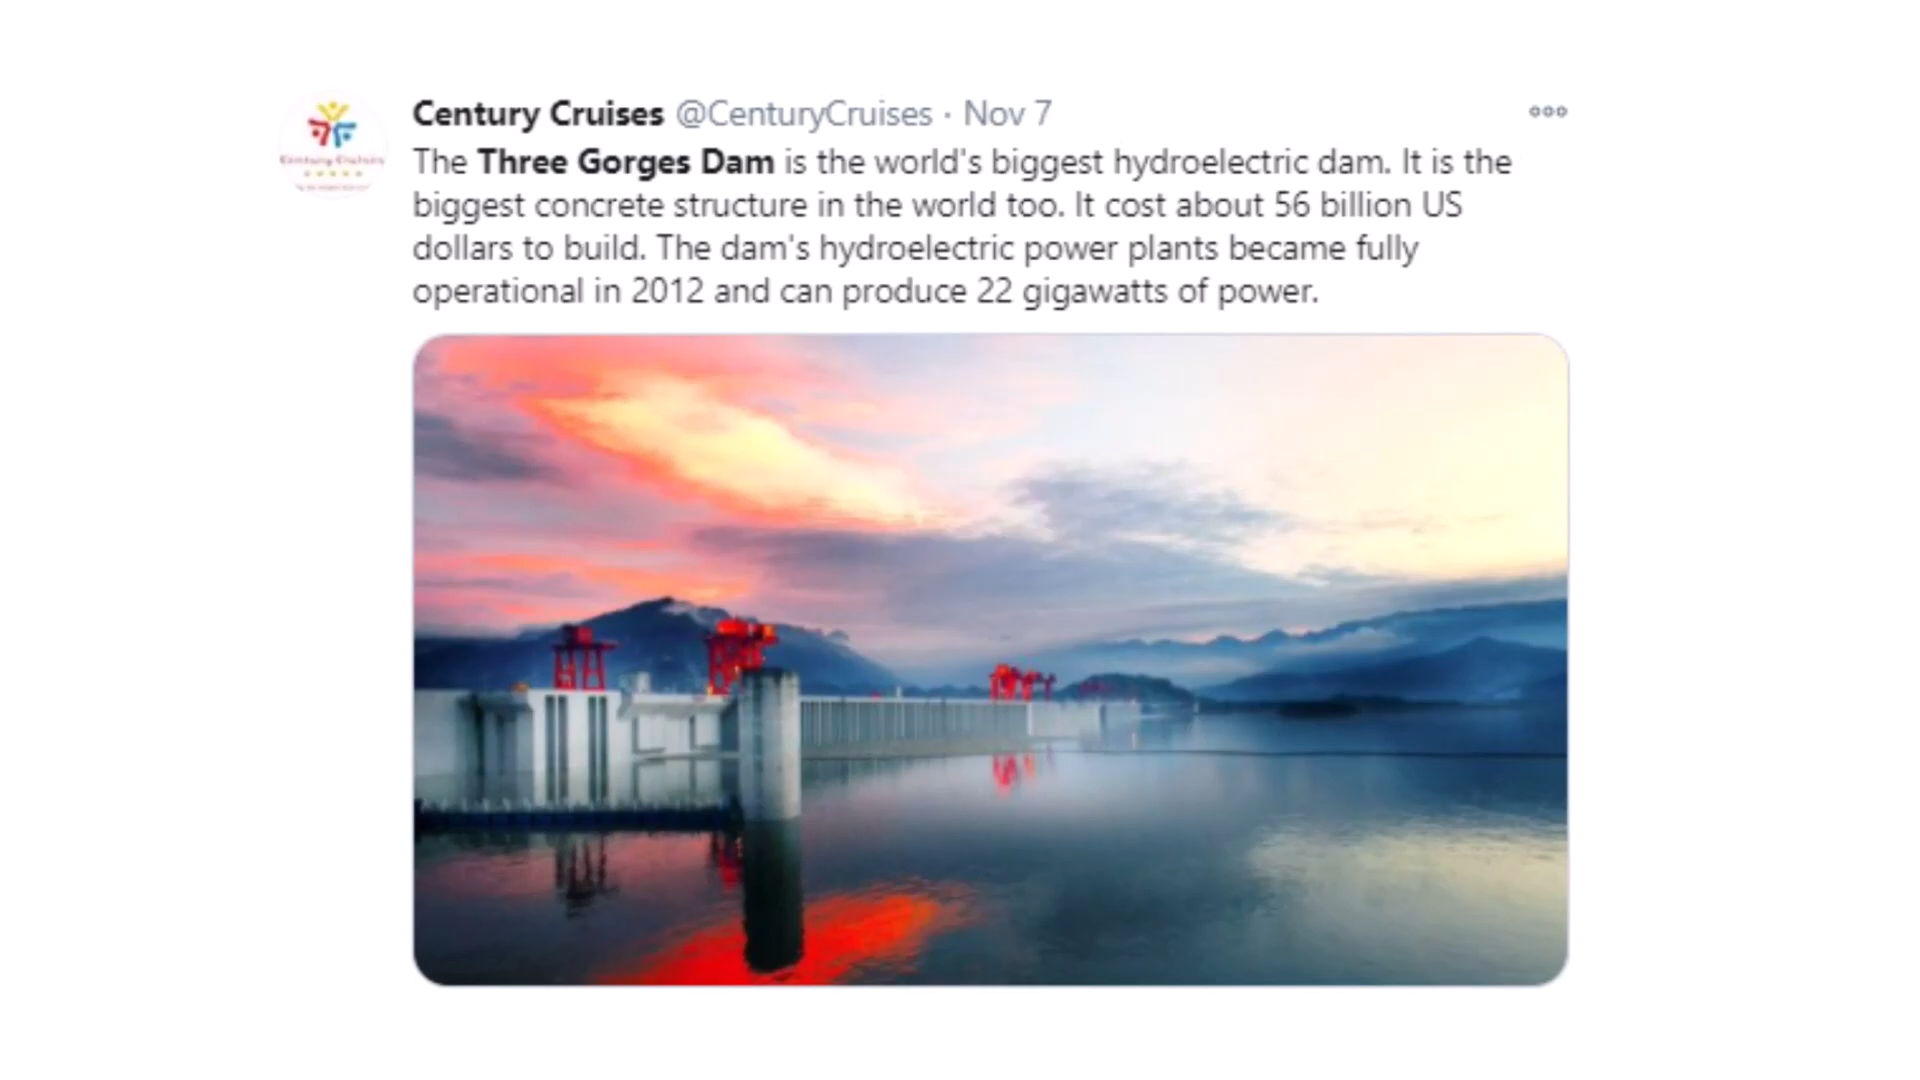 Century Cruises @CenturyCruises · Nov 7
The Three Gorges Dam is the world's biggest hydroelectric dam. It is the
biggest concrete structure in the world too. It cost about 56 billion US
dollars to build. The dam's hydroelectric power plants became fully
operational in 2012 and can produce 22 gigawatts of power.
Century Cruises